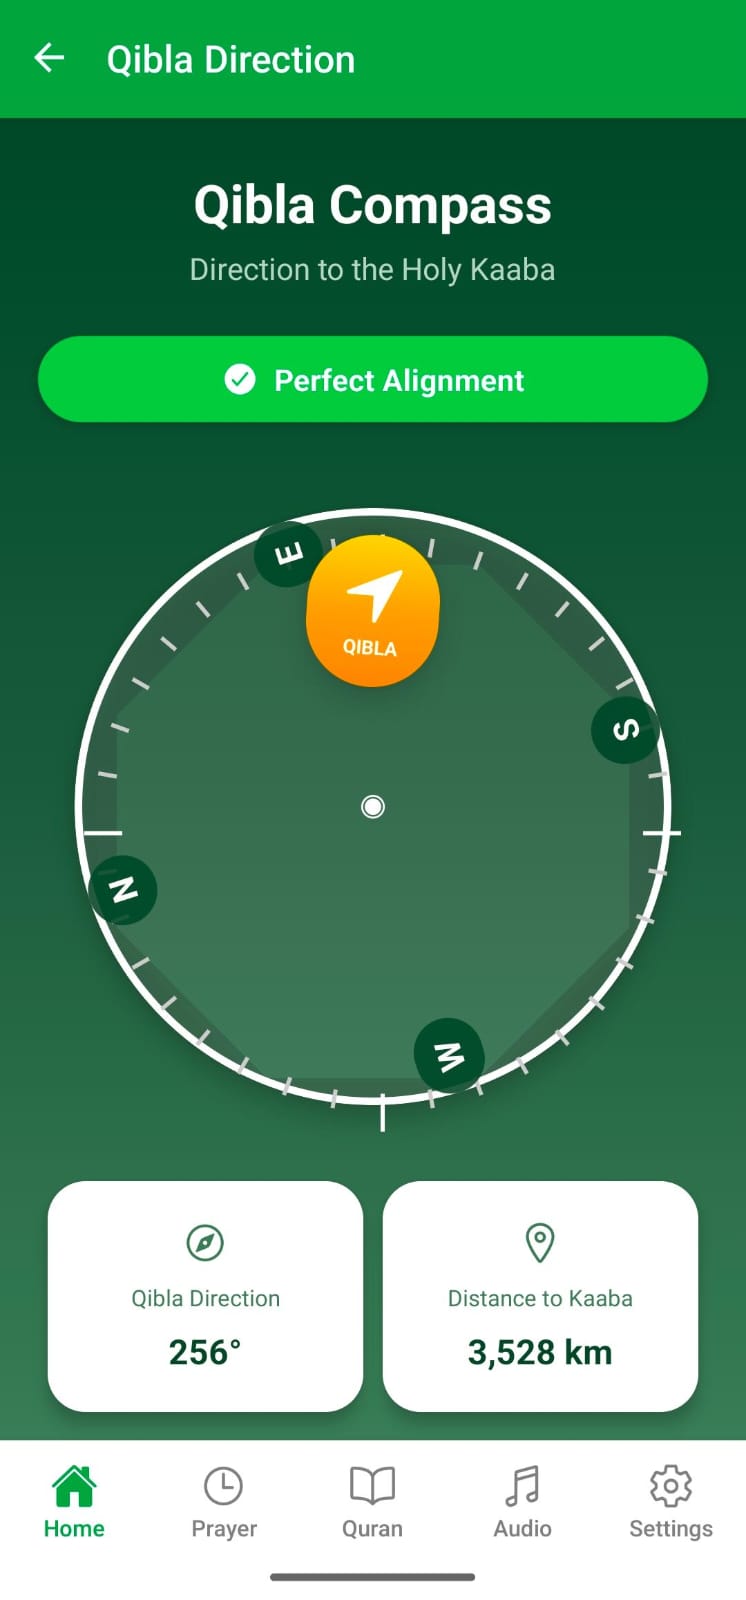 Qibla Direction
Qibla Compass
Direction to the Holy Kaaba
Perfect Alignment
E
QIBLA
S
N
W
Qibla Direction
256°
Distance to Kaaba
3,528 km
Home
Prayer
Quran
Audio
Settings